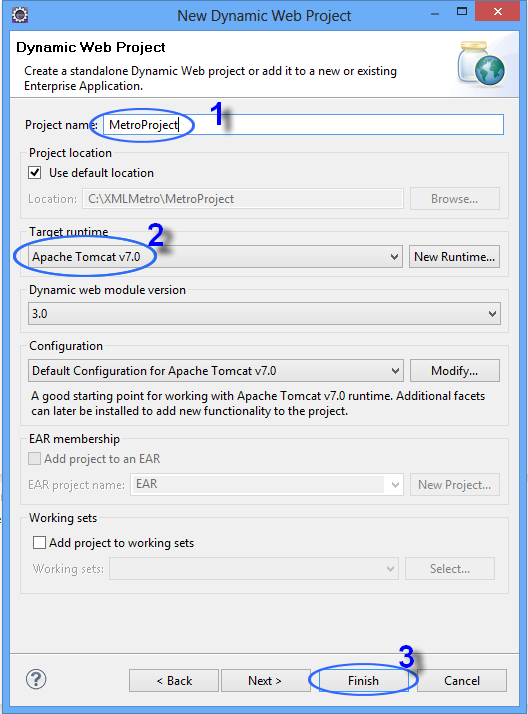 New Dynamic Web Project
Dynamic Web Project
Create a standalone Dynamic Web project or add it to a new or existing
Enterprise Application.
1
Project name: MetroProject
Project location
Use default location
Location: C:\XMLMetro\MetroProject Browse...
Target runtime 2
Apache Tomcat v7.0 New Runtime...
Dynamic web module version
3.0
Configuration
Default Configuration for Apache Tomcat v7.0 Modify...
A good starting point for working with Apache Tomcat v7.0 runtime. Additional facets
can later be installed to add new functionality to the project.
EAR membership
Add project to an EAR
EAR project name: EAR New Project...
Working sets
Add project to working sets
Working sets: Select...
3
? < Back Next > Finish Cancel